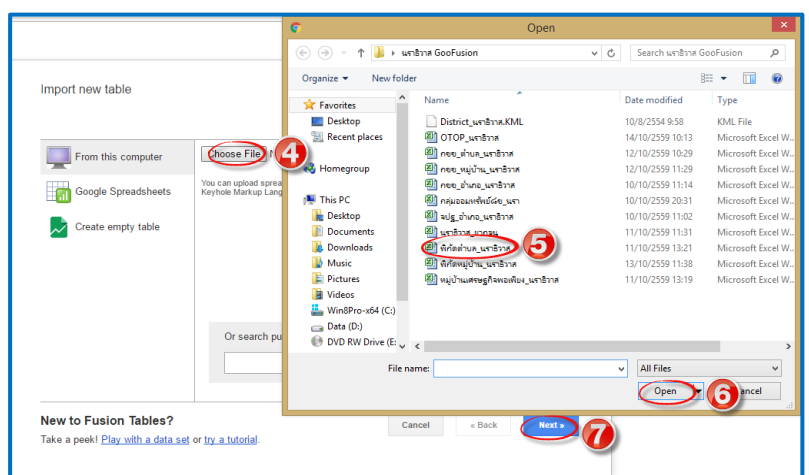 Open
นราธิวาส GooFusion
Search นราธิวาส GooFusion
Organize
New folder
Import new table
From this computer
Google Spreadsheets
Create empty table
Choose File
4
You can upload sprea
Keyhole Markup Lang
Or search pu
Favorites
Desktop
Recent places
Homegroup
This PC
Desktop
Documents
Downloads
Music
Pictures
Videos
Win8Pro-x64 (C:)
Data (D:)
DVD RW Drive (E:
Name Date modified Type
District_นราธิวาส.KML 10/8/2554 9:58 KML File
OTOP_นราธิวาส 14/10/2559 10:13 Microsoft Excel W...
กชช_ตำบล_นราธิวาส 12/10/2559 10:29 Microsoft Excel W...
กชช_หมู่บ้าน_นราธิวาส 12/10/2559 11:29 Microsoft Excel W...
กชช_อำเภอ_นราธิวาส 10/10/2559 11:14 Microsoft Excel W...
10/10/2559 20:31 Microsoft Excel W...
จปฐ_อำเภอ_นราธิวาส 10/10/2559 11:02 Microsoft Excel W...
นราธิวาส_ยากจน 11/10/2559 11:31 Microsoft Excel W...
พิกัดตำบล_นราธิวาส 5 11/10/2559 13:21 Microsoft Excel W...
พิกัดหมู่บ้าน_นราธิวาส 13/10/2559 11:38 Microsoft Excel W...
หมู่บ้านเศรษฐกิจพอเพียง_นราธิวาส 11/10/2559 13:19 Microsoft Excel W...
File name:
All Files
Open 6 ancel
New to Fusion Tables?
Take a peek! Play with a data set or try a tutorial.
Cancel « Back Next » 7